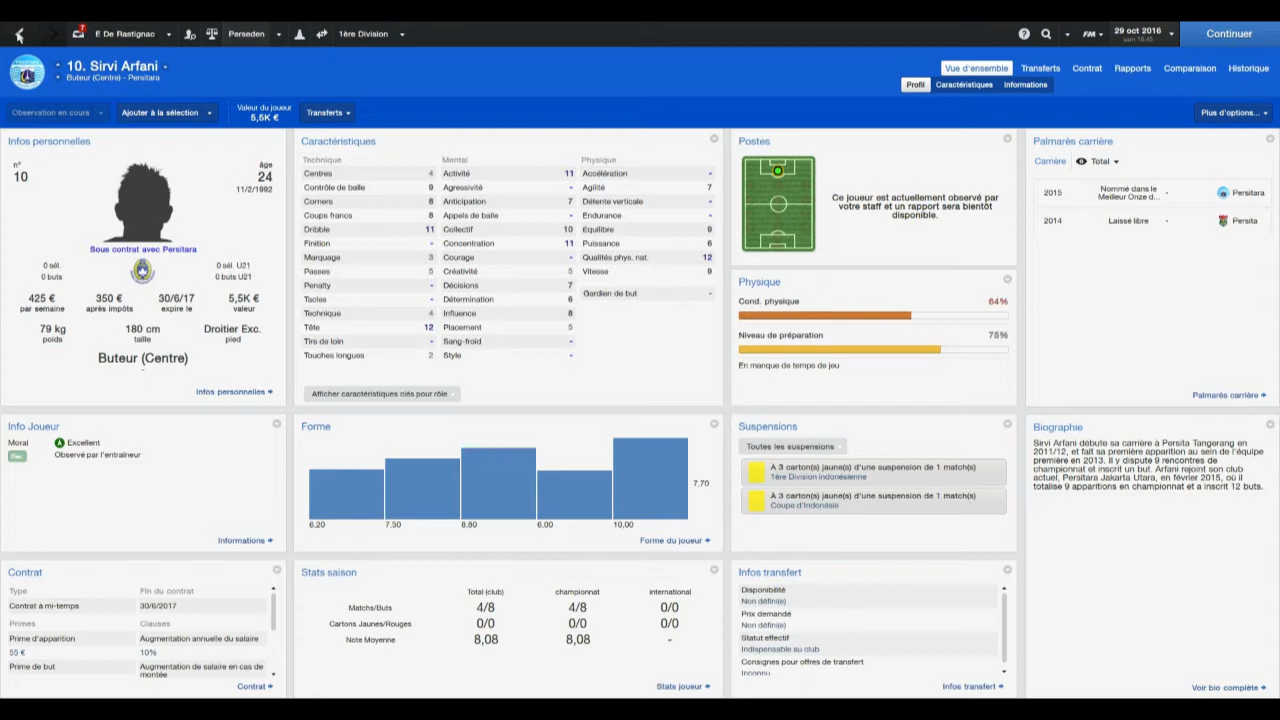 7
E De Rastignac
Perseden
1ère Division
FM
29 oct 2016
sam 16:45
Continuer
10. Sirvi Arfani
Buteur (Centre) - Persitara
Vue d'ensemble Transferts Contrat Rapports Comparaison Historique
Profil Caractéristiques Informations
Observation en cours
Ajouter à la sélection
Valeur du joueur
5,5K €
Transferts
Plus d'options...
Infos personnelles
n°
10
âge
24
11/2/1992
Sous contrat avec Persitara
0 sél. 0 sél. U21
0 buts 0 buts U21
425 € 350 € 30/6/17 5,5K €
par semaine après impôts expire le valeur
79 kg 180 cm Droitier Exc.
poids taille pied
Buteur (Centre)
-
Infos personnelles
Caractéristiques
Technique Mental Physique
Centres 4 Activité 11 Accélération -
Contrôle de balle 9 Agressivité - Agilité 7
Corners 6 Anticipation 7 Détente verticale -
Coups francs 8 Appels de balle - Endurance -
Dribble 11 Collectif 10 Equilibre 9
Finition - Concentration 11 Puissance 6
Marquage 3 Courage - Qualités phys. nat. 12
Passes 5 Créativité 5 Vitesse 9
Penalty - Décisions 7
Tacles - Détermination 6 Gardien de but -
Technique 4 Influence 8
Tête 12 Placement 5
Tirs de loin - Sang-froid -
Touches longues 2 Style -
Afficher caractéristiques clés pour rôle
Postes
Ce joueur est actuellement observé par
votre staff et un rapport sera bientôt
disponible.
Physique
Cond. physique 64%
Niveau de préparation 75%
En manque de temps de jeu
Palmarès carrière
Carrière Total
2015 Nommé dans le
Meilleur Onze d... - Persitara
2014 Laissé libre - Persita
Palmarès carrière
Info Joueur
Moral Excellent
Rec Observé par l'entraîneur
Informations
Forme
7,70
6,20 7,50 8,80 6,00 10,00
Forme du joueur
Suspensions
Toutes les suspensions
À 3 carton(s) jaune(s) d'une suspension de 1 match(s)
1ère Division indonésienne
À 3 carton(s) jaune(s) d'une suspension de 1 match(s)
Coupe d'Indonésie
Biographie
Sirvi Arfani débute sa carrière à Persita Tangerang en
2011/12, et fait sa première apparition au sein de l'équipe
première en 2013. Il y dispute 9 rencontres de
championnat et inscrit un but. Arfani rejoint son club
actuel, Persitara Jakarta Utara, en février 2015, où il
totalise 9 apparitions en championnat et a inscrit 12 buts.
Voir bio complète
Contrat
Type Fin du contrat
Contrat à mi-temps 30/6/2017
Primes Clauses
Prime d'apparition Augmentation annuelle du salaire
55 € 10%
Prime de but Augmentation de salaire en cas de
montée
Contrat
Stats saison
Total (club) championnat international
Matchs/Buts 4/8 4/8 0/0
Cartons Jaunes/Rouges 0/0 0/0 0/0
Note Moyenne 8,08 8,08 -
Stats joueur
Infos transfert
Disponibilité
Non défini(e)
Prix demandé
Non défini(e)
Statut effectif
Indispensable au club
Consignes pour offres de transfert
Inconnu
Infos transfert